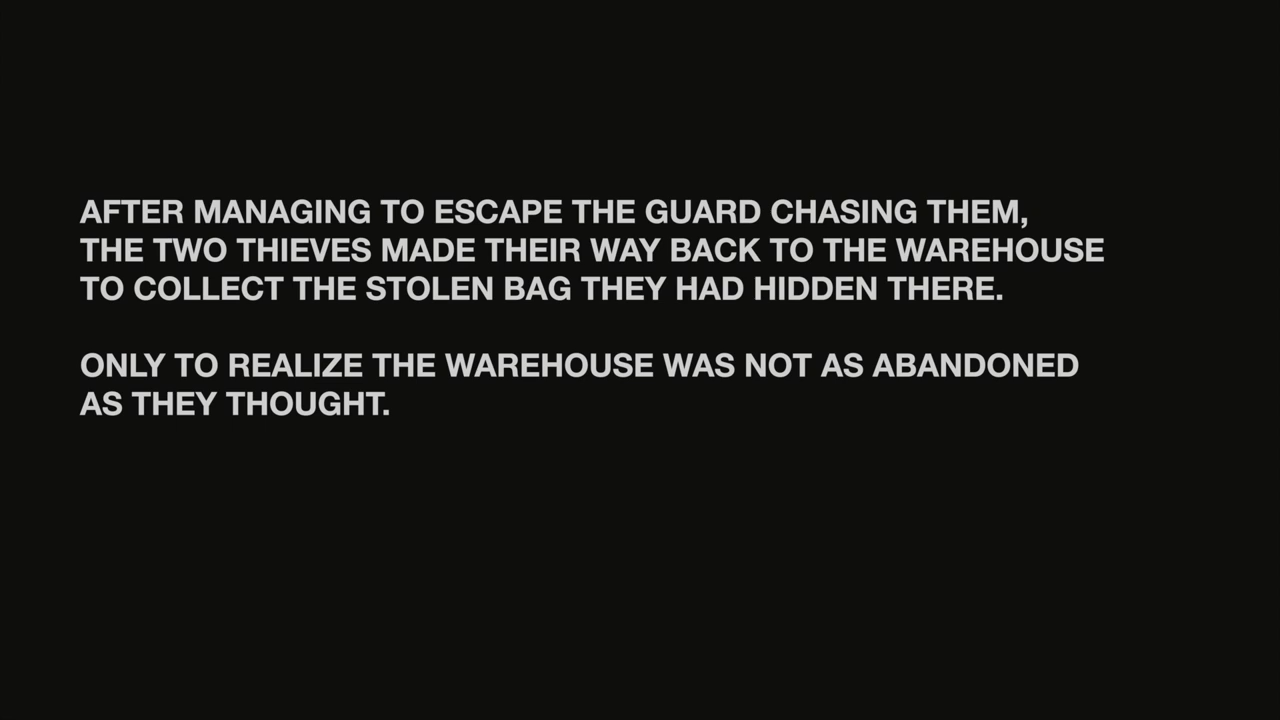 AFTER MANAGING TO ESCAPE THE GUARD CHASING THEM,
THE TWO THIEVES MADE THEIR WAY BACK TO THE WAREHOUSE
TO COLLECT THE STOLEN BAG THEY HAD HIDDEN THERE.
ONLY TO REALIZE THE WAREHOUSE WAS NOT AS ABANDONED
AS THEY THOUGHT.